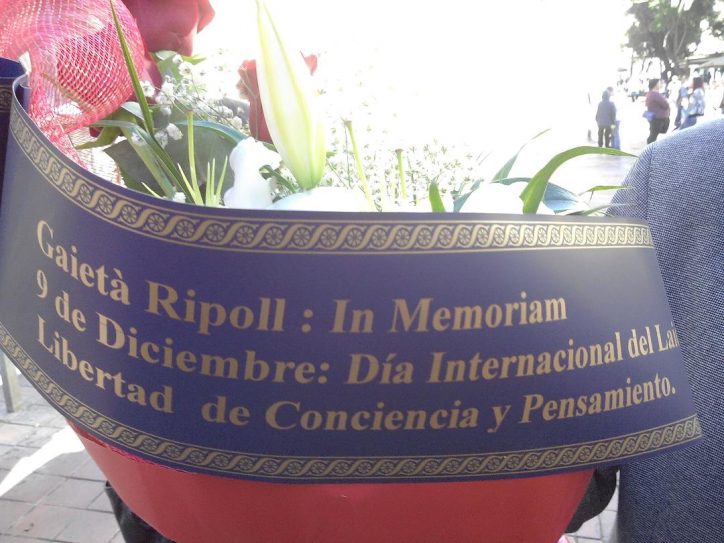 Gaietà Ripoll : In Memoriam
9 de Diciembre: Día Internacional del
Libertad de Conciencia y Pensamiento.